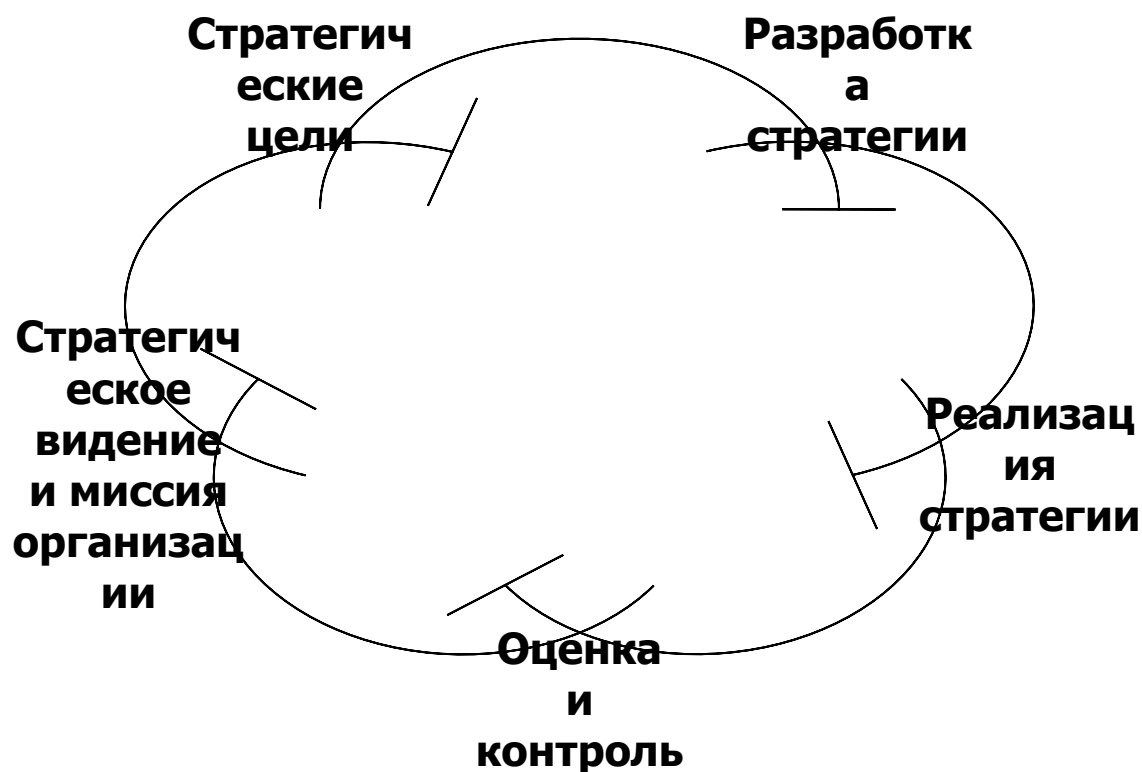 Стратегич
еские
цели
Разработк
а
стратегии
Стратегич
еское
видение
и миссия
организац
ии
Реализац
ия
стратегии
Оценка
и
контроль